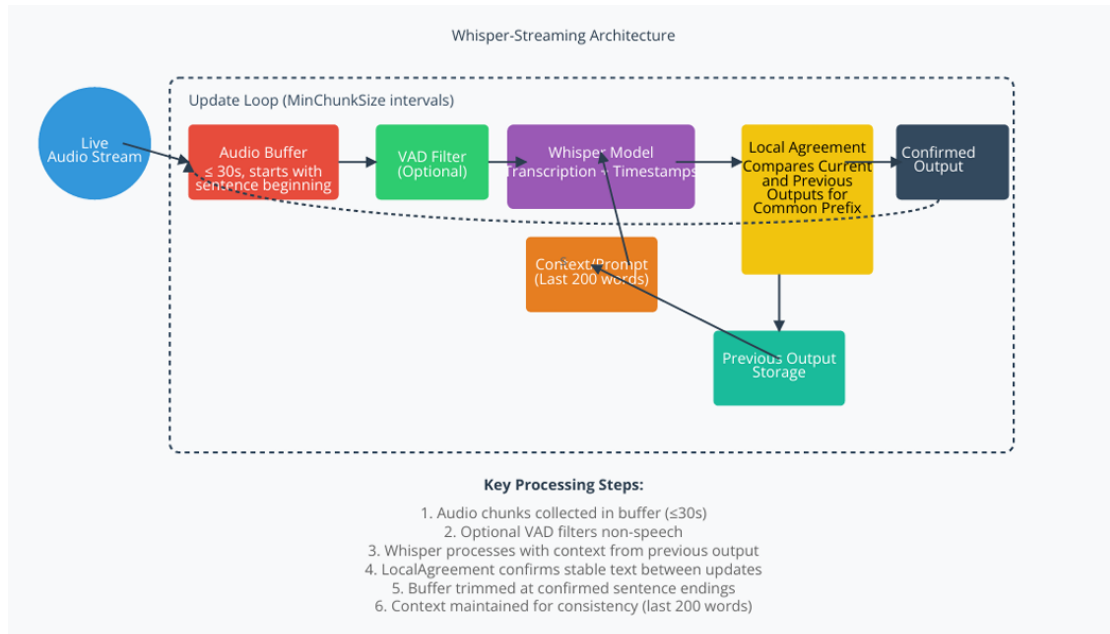 Whisper-Streaming Architecture
Update Loop (MinChunkSize intervals)
Live
Audio Stream
Audio Buffer
≤ 30s, starts with
sentence beginning
VAD Filter
(Optional)
Whisper Model
Transcription + Timestamps
Local Agreement
Compares Current
and Previous
Outputs for
Common Prefix
Confirmed
Output
Context/Prompt
(Last 200 words)
Previous Output
Storage
Key Processing Steps:
1. Audio chunks collected in buffer (≤30s)
2. Optional VAD filters non-speech
3. Whisper processes with context from previous output
4. LocalAgreement confirms stable text between updates
5. Buffer trimmed at confirmed sentence endings
6. Context maintained for consistency (last 200 words)